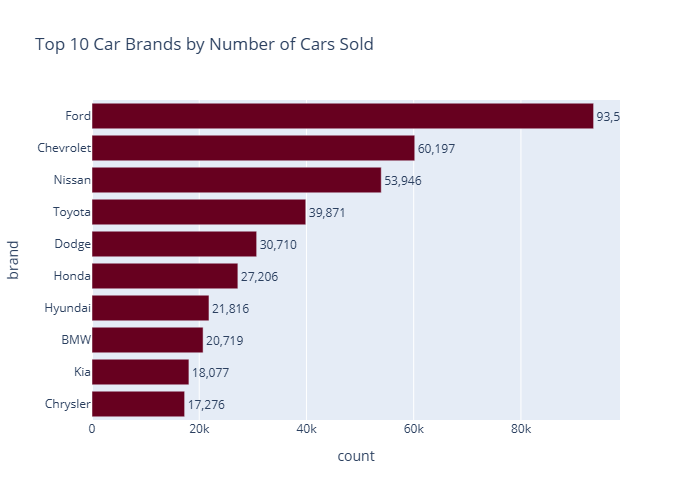 Top 10 Car Brands by Number of Cars Sold
brand
Ford 93,5
Chevrolet 60,197
Nissan 53,946
Toyota 39,871
Dodge 30,710
Honda 27,206
Hyundai 21,816
BMW 20,719
Kia 18,077
Chrysler 17,276
0 20k 40k 60k 80k
count